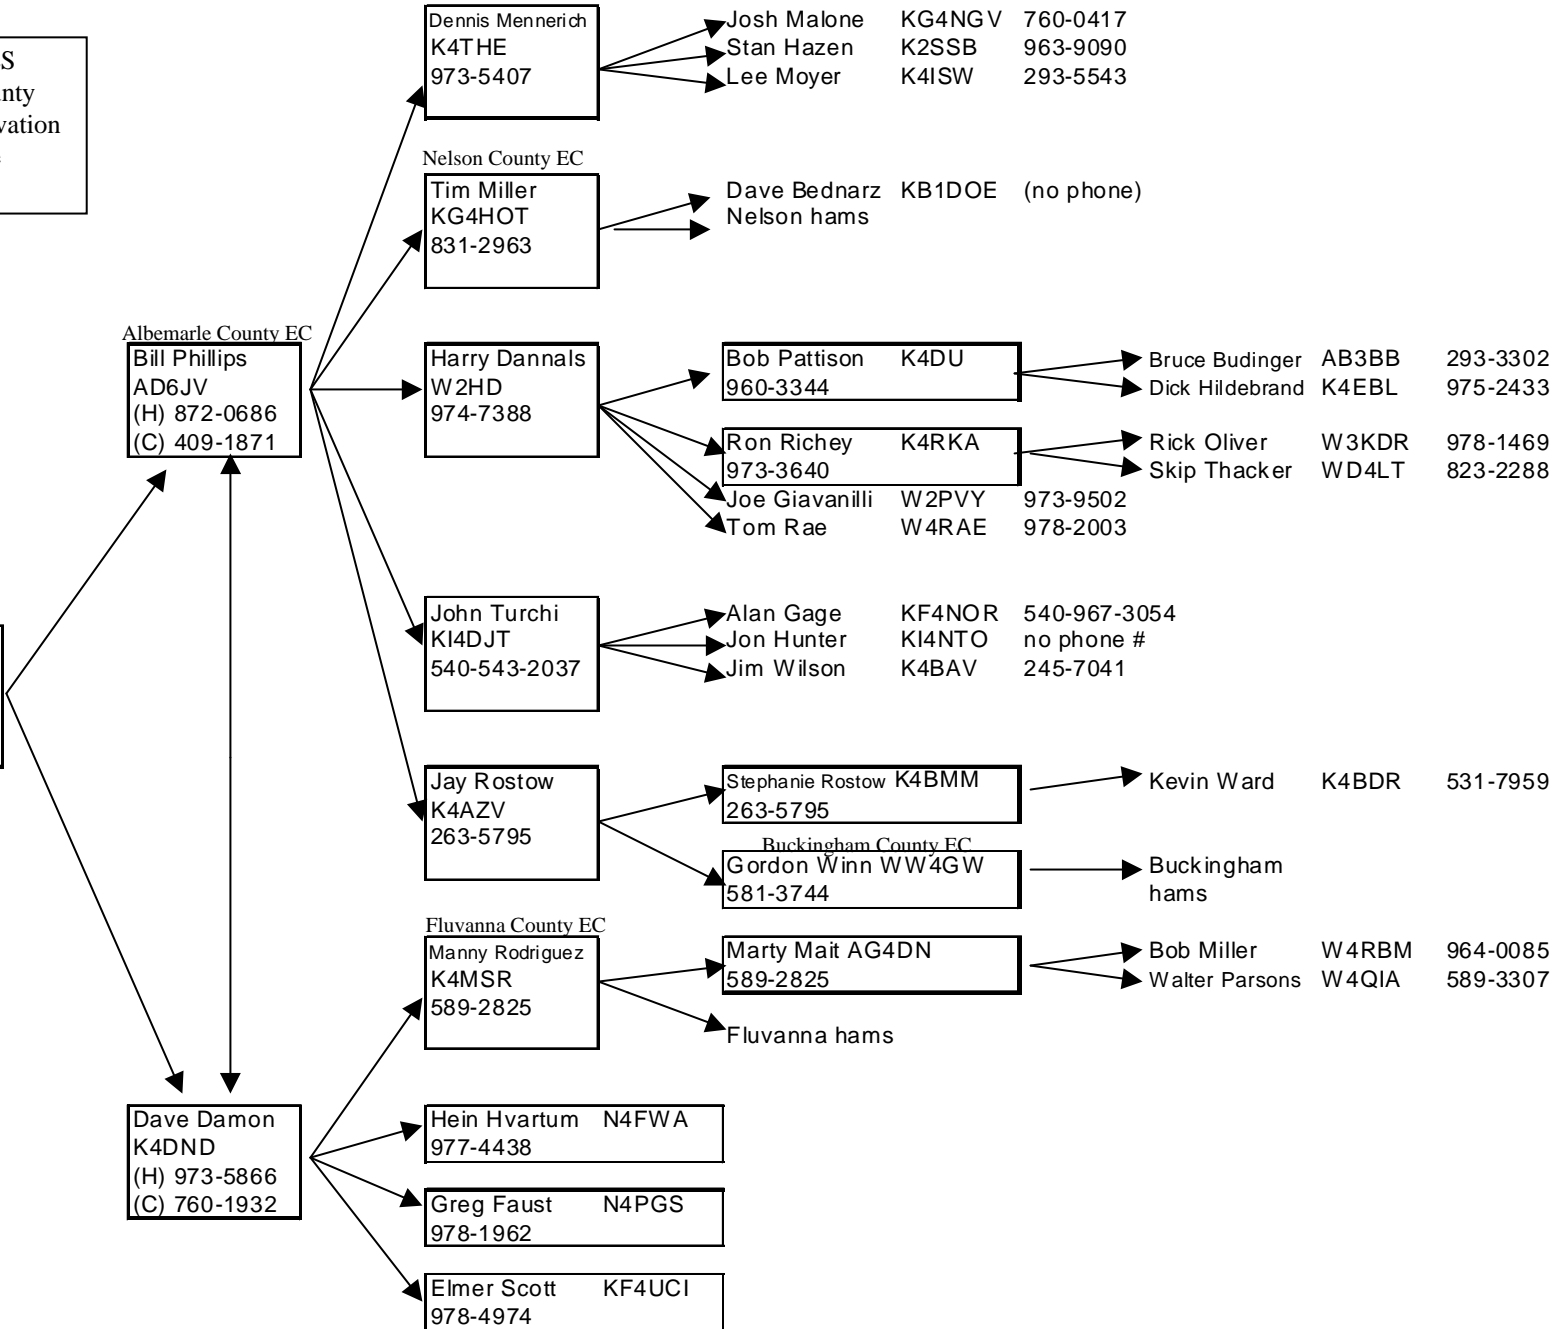 S
unty
vation
Dennis Mennerich
K4THE
973-5407
Josh Malone KG4NGV 760-0417
Stan Hazen K2SSB 963-9090
Lee Moyer K4ISW 293-5543
Nelson County EC
Tim Miller
KG4HOT
831-2963
Dave Bednarz KB1DOE (no phone)
Nelson hams
Albemarle County EC
Bill Phillips
AD6JV
(H) 872-0686
(C) 409-1871
Harry Dannals
W2HD
974-7388
Bob Pattison K4DU
960-3344
Bruce Budinger AB3BB 293-3302
Dick Hildebrand K4EBL 975-2433
Ron Richey K4RKA
973-3640
Rick Oliver W3KDR 978-1469
Skip Thacker WD4LT 823-2288
Joe Giavanilli W2PVY 973-9502
Tom Rae W4RAE 978-2003
John Turchi
KI4DJT
540-543-2037
Alan Gage KF4NOR 540-967-3054
Jon Hunter KI4NTO no phone #
Jim Wilson K4BAV 245-7041
Jay Rostow
K4AZV
263-5795
Stephanie Rostow K4BMM
263-5795
Kevin Ward K4BDR 531-7959
Buckingham County EC
Gordon Winn WW4GW
581-3744
Buckingham
hams
Fluvanna County EC
Manny Rodriguez
K4MSR
589-2825
Marty Mait AG4DN
589-2825
Bob Miller W4RBM 964-0085
Walter Parsons W4QIA 589-3307
Fluvanna hams
Dave Damon
K4DND
(H) 973-5866
(C) 760-1932
Hein Hvartum N4FWA
977-4438
Greg Faust N4PGS
978-1962
Elmer Scott KF4UCI
978-4974